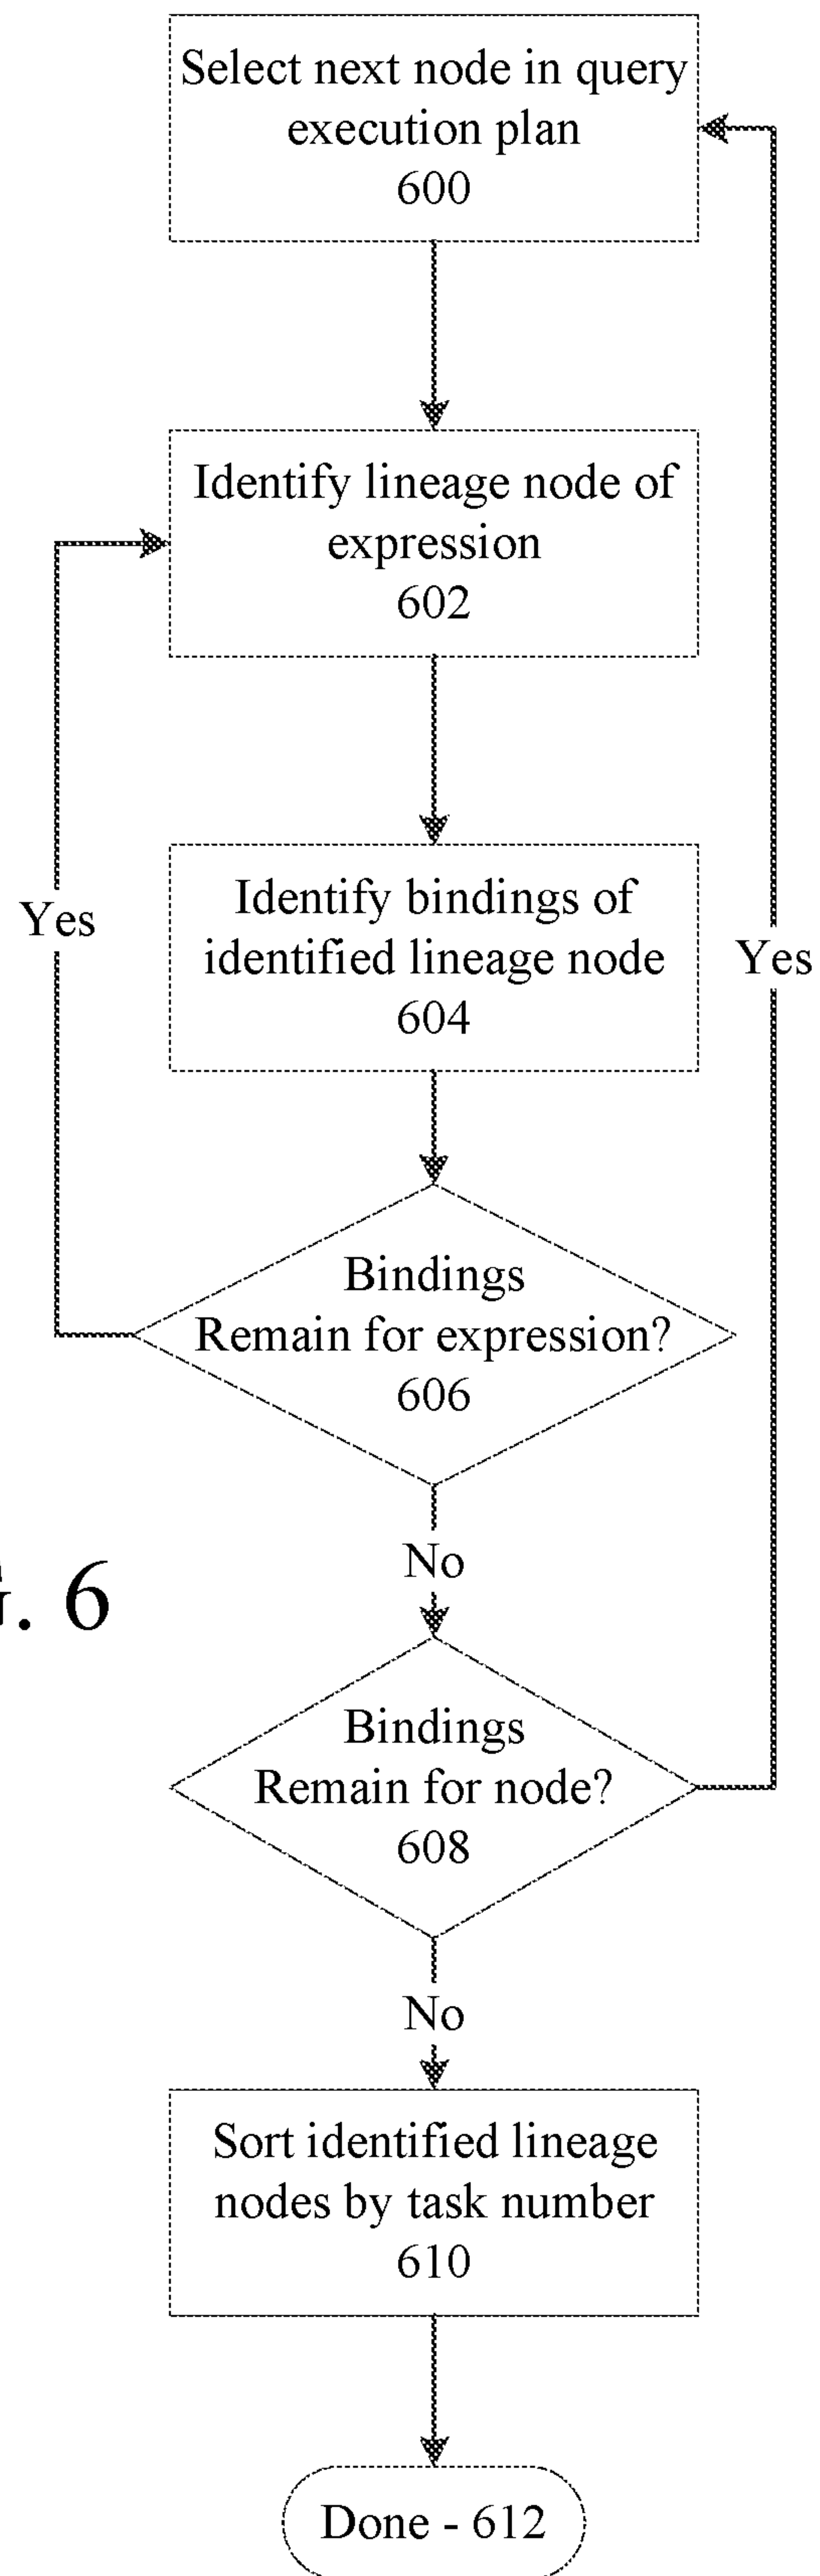 Select next node in query
execution plan
600
Identify lineage node of
expression
602
Identify bindings of
identified lineage node
604
Yes
Yes
Bindings
Remain for expression?
606
No
G. 6
Bindings
Remain for node?
608
No
Sort identified lineage
nodes by task number
610
Done - 612